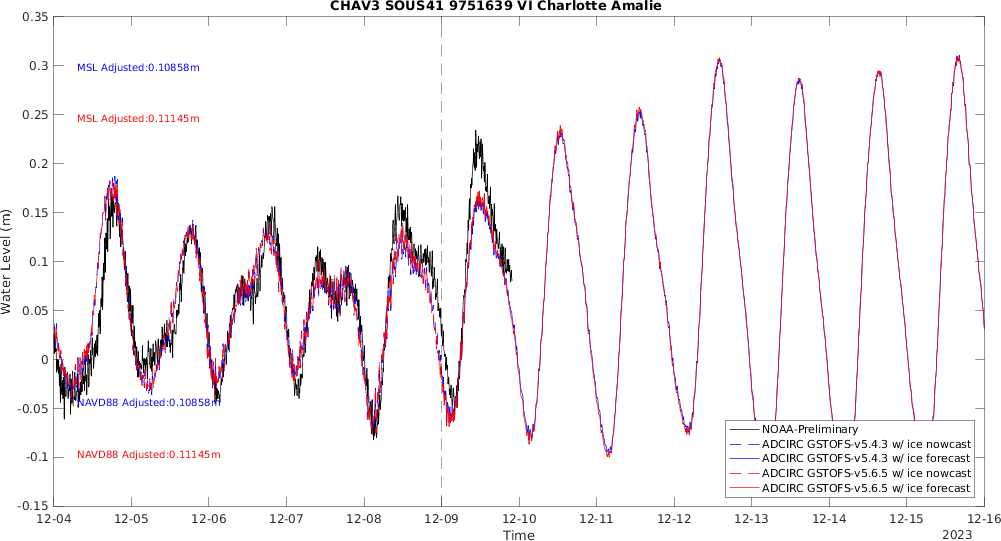 CHAV3 SOUS41 9751639 VI Charlotte Amalie
0.35
0.3
0.25
0.2
0.15
0.1
0.05
0
-0.05
-0.1
-0.15
Water Level (m)
MSL Adjusted:0.10858m
MSL Adjusted:0.11145m
NAVD88 Adjusted:0.10858m
NAVD88 Adjusted:0.11145m
NOAA-Preliminary
ADCIRC GSTOFS-v5.4.3 w/ ice nowcast
ADCIRC GSTOFS-v5.4.3 w/ ice forecast
ADCIRC GSTOFS-v5.6.5 w/ ice nowcast
ADCIRC GSTOFS-v5.6.5 w/ ice forecast
12-04 12-05 12-06 12-07 12-08 12-09 12-10 12-11 12-12 12-13 12-14 12-15 12-16
Time
2023